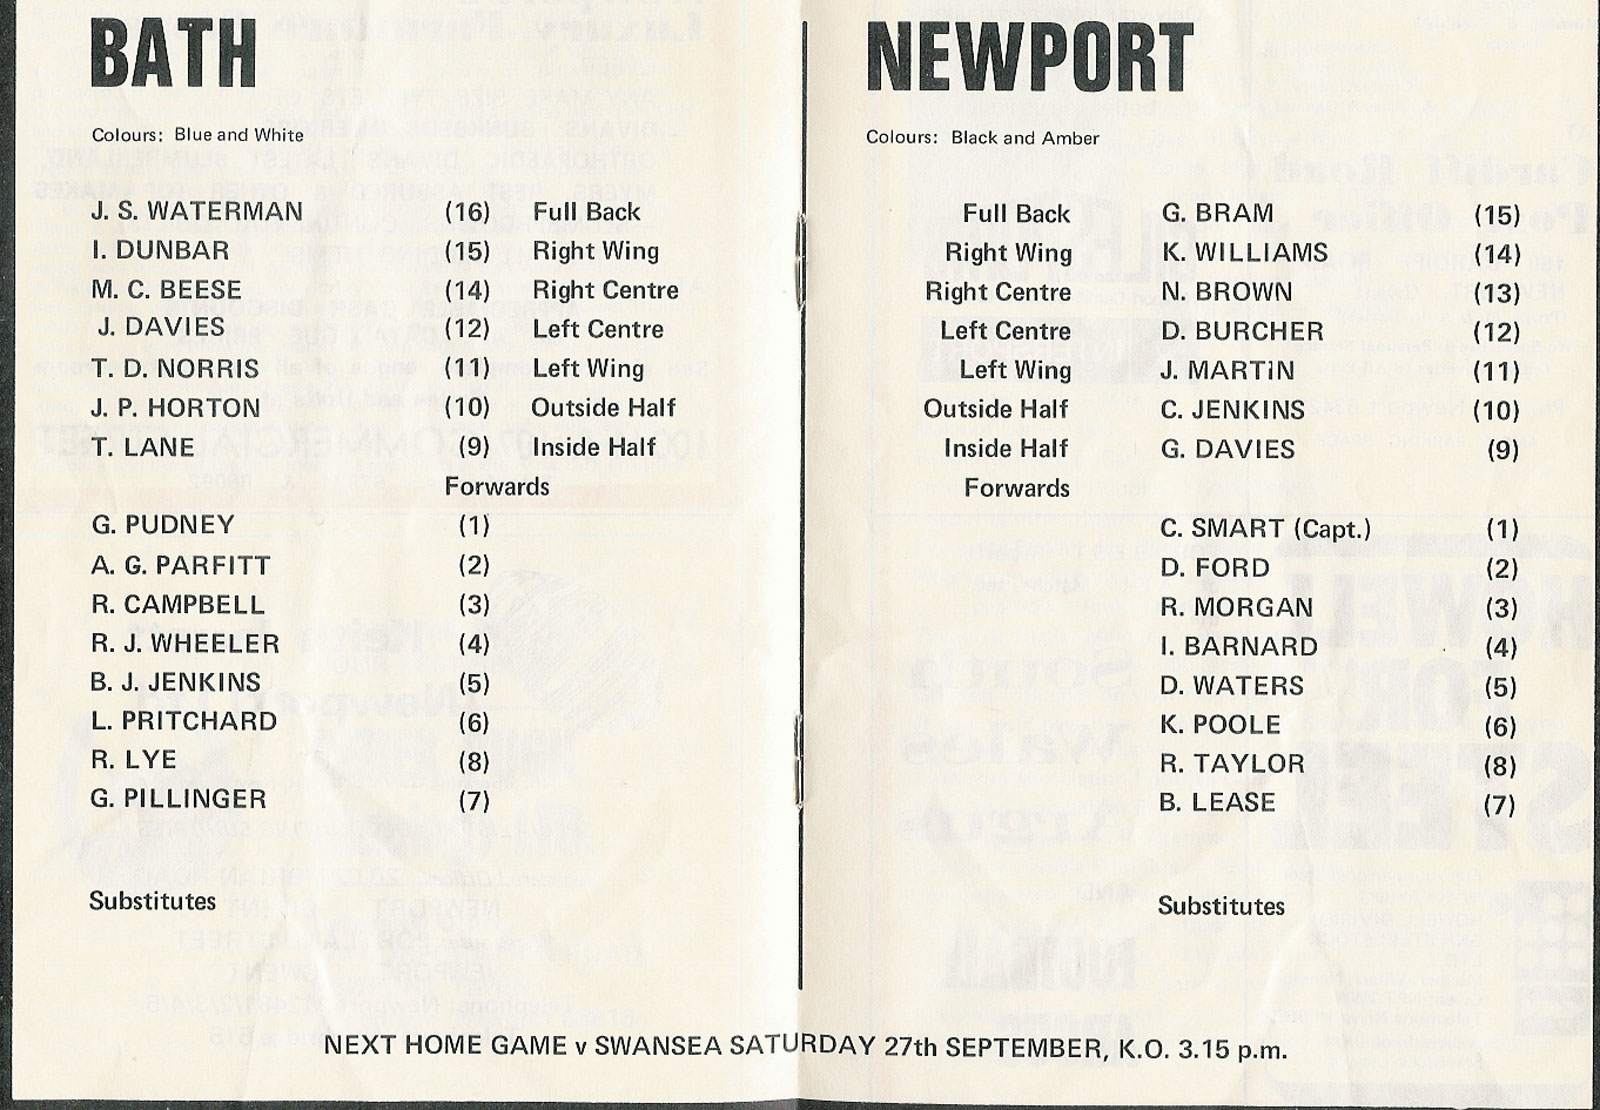 BATH
Colours: Blue and White
J. S. WATERMAN (16) Full Back
I. DUNBAR (15) Right Wing
M. C. BEESE (14) Right Centre
J. DAVIES (12) Left Centre
T. D. NORRIS (11) Left Wing
J. P. HORTON (10) Outside Half
T. LANE (9) Inside Half
Forwards
G. PUDNEY (1)
A. G. PARFITT (2)
R. CAMPBELL (3)
R. J. WHEELER (4)
B. J. JENKINS (5)
L. PRITCHARD (6)
R. LYE (8)
G. PILLINGER (7)
Substitutes
NEWPORT
Colours: Black and Amber
Full Back G. BRAM (15)
Right Wing K. WILLIAMS (14)
Right Centre N. BROWN (13)
Left Centre D. BURCHER (12)
Left Wing J. MARTiN (11)
Outside Half C. JENKINS (10)
Inside Half G. DAVIES (9)
Forwards
C. SMART (Capt.) (1)
D. FORD (2)
R. MORGAN (3)
I. BARNARD (4)
D. WATERS (5)
K. POOLE (6)
R. TAYLOR (8)
B. LEASE (7)
Substitutes
NEXT HOME GAME v SWANSEA SATURDAY 27th SEPTEMBER, K.O. 3.15 p.m.